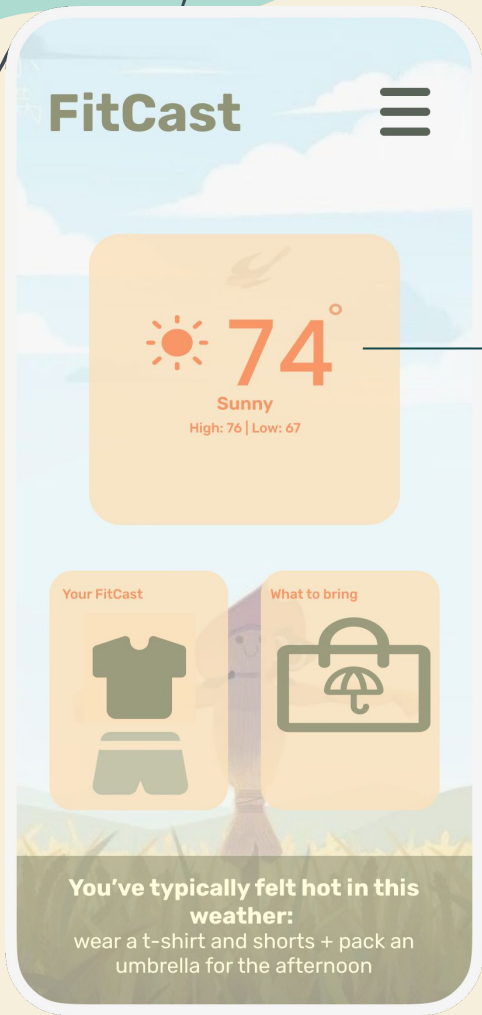 FitCast
74°
Sunny
High: 76 | Low: 67
Your FitCast
What to bring
You’ve typically felt hot in this
weather:
wear a t-shirt and shorts + pack an
umbrella for the afternoon